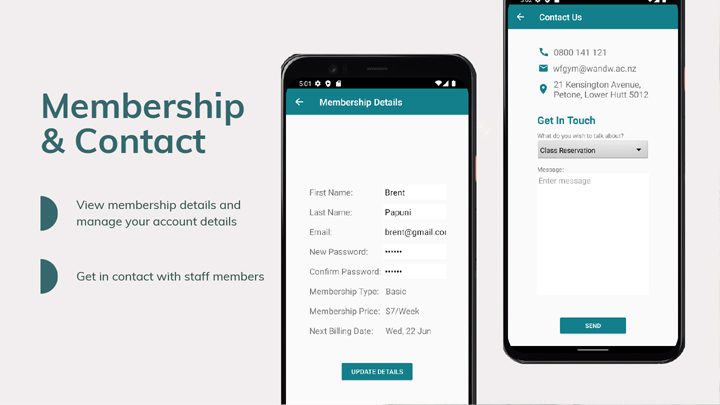 Membership
& Contact
View membership details and
manage your account details
Get in contact with staff members
5:01
Membership Details
First Name: Brent
Last Name: Papuni
Email: brent@gmail.co
New Password: ••••••
Confirm Password: ••••••
Membership Type: Basic
Membership Price: $7/Week
Next Billing Date: Wed, 22 Jun
UPDATE DETAILS
Contact Us
0800 141 121
wfgym@wandw.ac.nz
21 Kensington Avenue,
Petone, Lower Hutt 5012
Get In Touch
What do you wish to talk about?
Class Reservation
Message:
Enter message
SEND